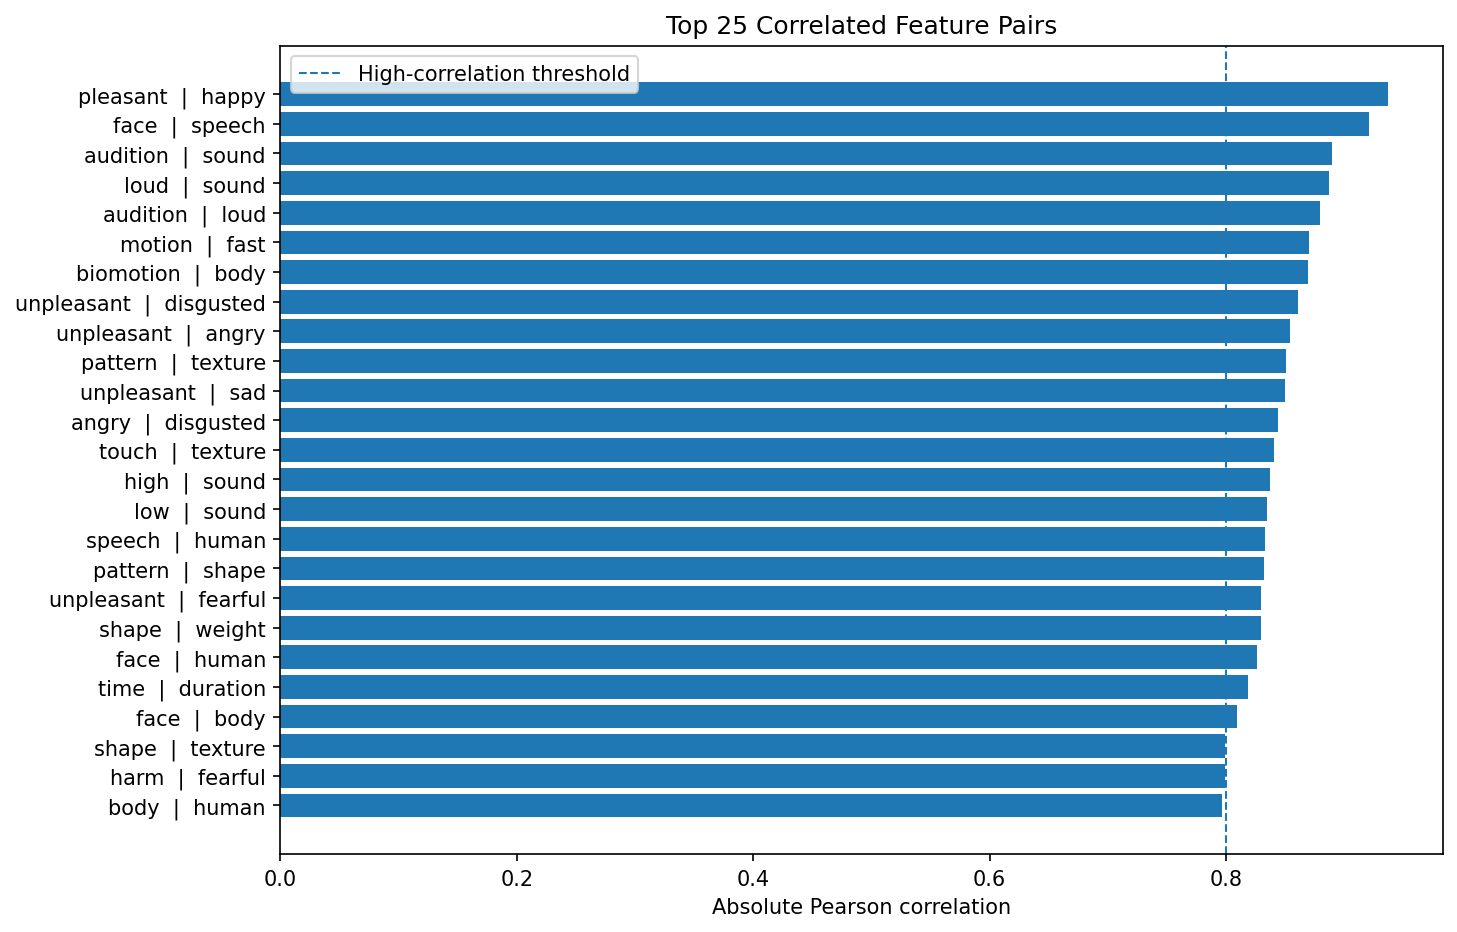 Top 25 Correlated Feature Pairs
High-correlation threshold
pleasant | happy
face | speech
audition | sound
loud | sound
audition | loud
motion | fast
biomotion | body
unpleasant | disgusted
unpleasant | angry
pattern | texture
unpleasant | sad
angry | disgusted
touch | texture
high | sound
low | sound
speech | human
pattern | shape
unpleasant | fearful
shape | weight
face | human
time | duration
face | body
shape | texture
harm | fearful
body | human
0.0 0.2 0.4 0.6 0.8
Absolute Pearson correlation